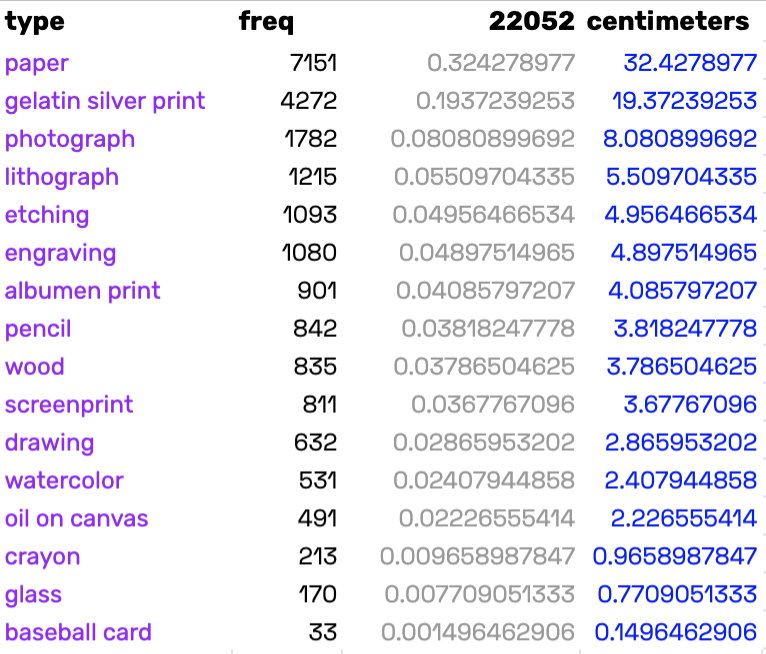 type freq 22052 centimeters
paper 7151 0.324278977 32.4278977
gelatin silver print 4272 0.1937239253 19.37239253
photograph 1782 0.08080899692 8.080899692
lithograph 1215 0.05509704335 5.509704335
etching 1093 0.04956466534 4.956466534
engraving 1080 0.04897514965 4.897514965
albumen print 901 0.04085797207 4.085797207
pencil 842 0.03818247778 3.818247778
wood 835 0.03786504625 3.786504625
screenprint 811 0.0367767096 3.67767096
drawing 632 0.02865953202 2.865953202
watercolor 531 0.02407944858 2.407944858
oil on canvas 491 0.02226555414 2.226555414
crayon 213 0.009658987847 0.9658987847
glass 170 0.007709051333 0.7709051333
baseball card 33 0.001496462906 0.1496462906